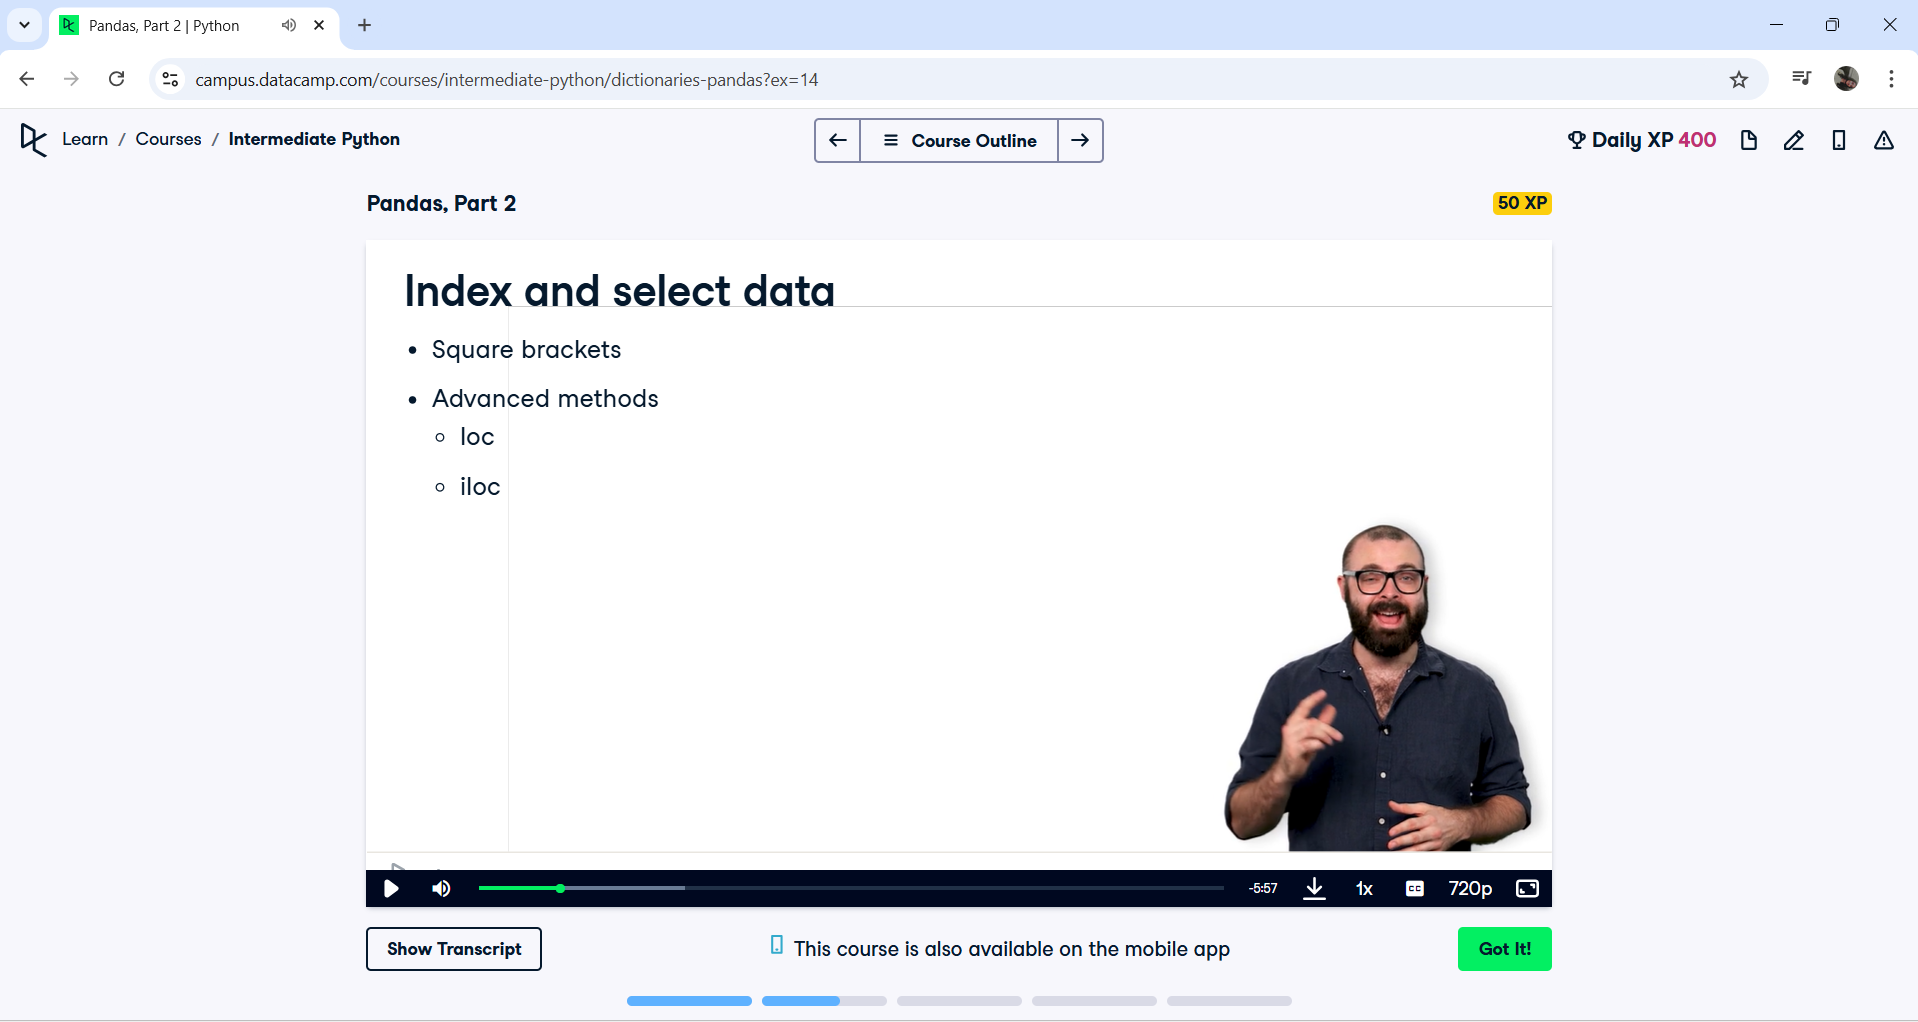 Pandas, Part 2 | Python
campus.datacamp.com/courses/intermediate-python/dictionaries-pandas?ex=14
Learn / Courses / Intermediate Python
Course Outline
Daily XP 400
Pandas, Part 2
50 XP
Index and select data
• Square brackets
• Advanced methods
◦ loc
◦ iloc
-5:57
1x
CC
720p
Show Transcript
This course is also available on the mobile app
Got It!